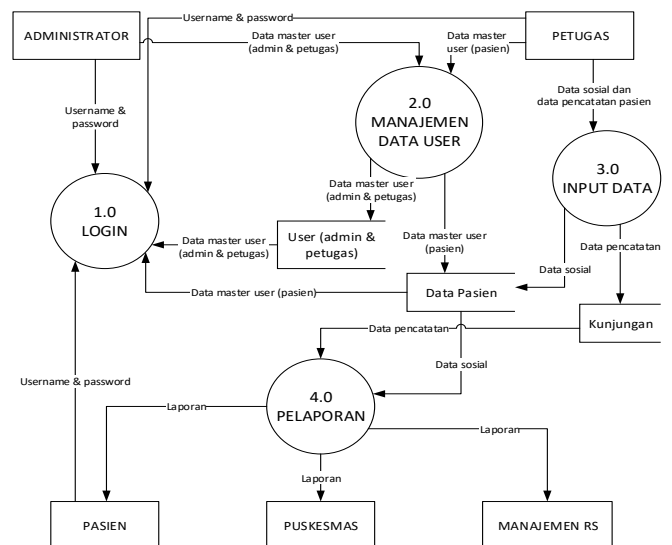 Username & password
ADMINISTRATOR
PETUGAS
Data master user
(admin & petugas)
Data master
user (pasien)
Data sosial dan
data pencatatan pasien
Username &
password
2.0
MANAJEMEN
DATA USER
3.0
INPUT DATA
1.0
LOGIN
Data master user
(admin & petugas)
User (admin &
petugas)
Data master user
(admin & petugas)
Data master user
(pasien)
Data pencatatan
Data sosial
Data master user (pasien)
Data Pasien
Kunjungan
Data pencatatan
Data sosial
Username & password
4.0
PELAPORAN
Laporan
Laporan
Laporan
PASIEN
PUSKESMAS
MANAJEMEN RS